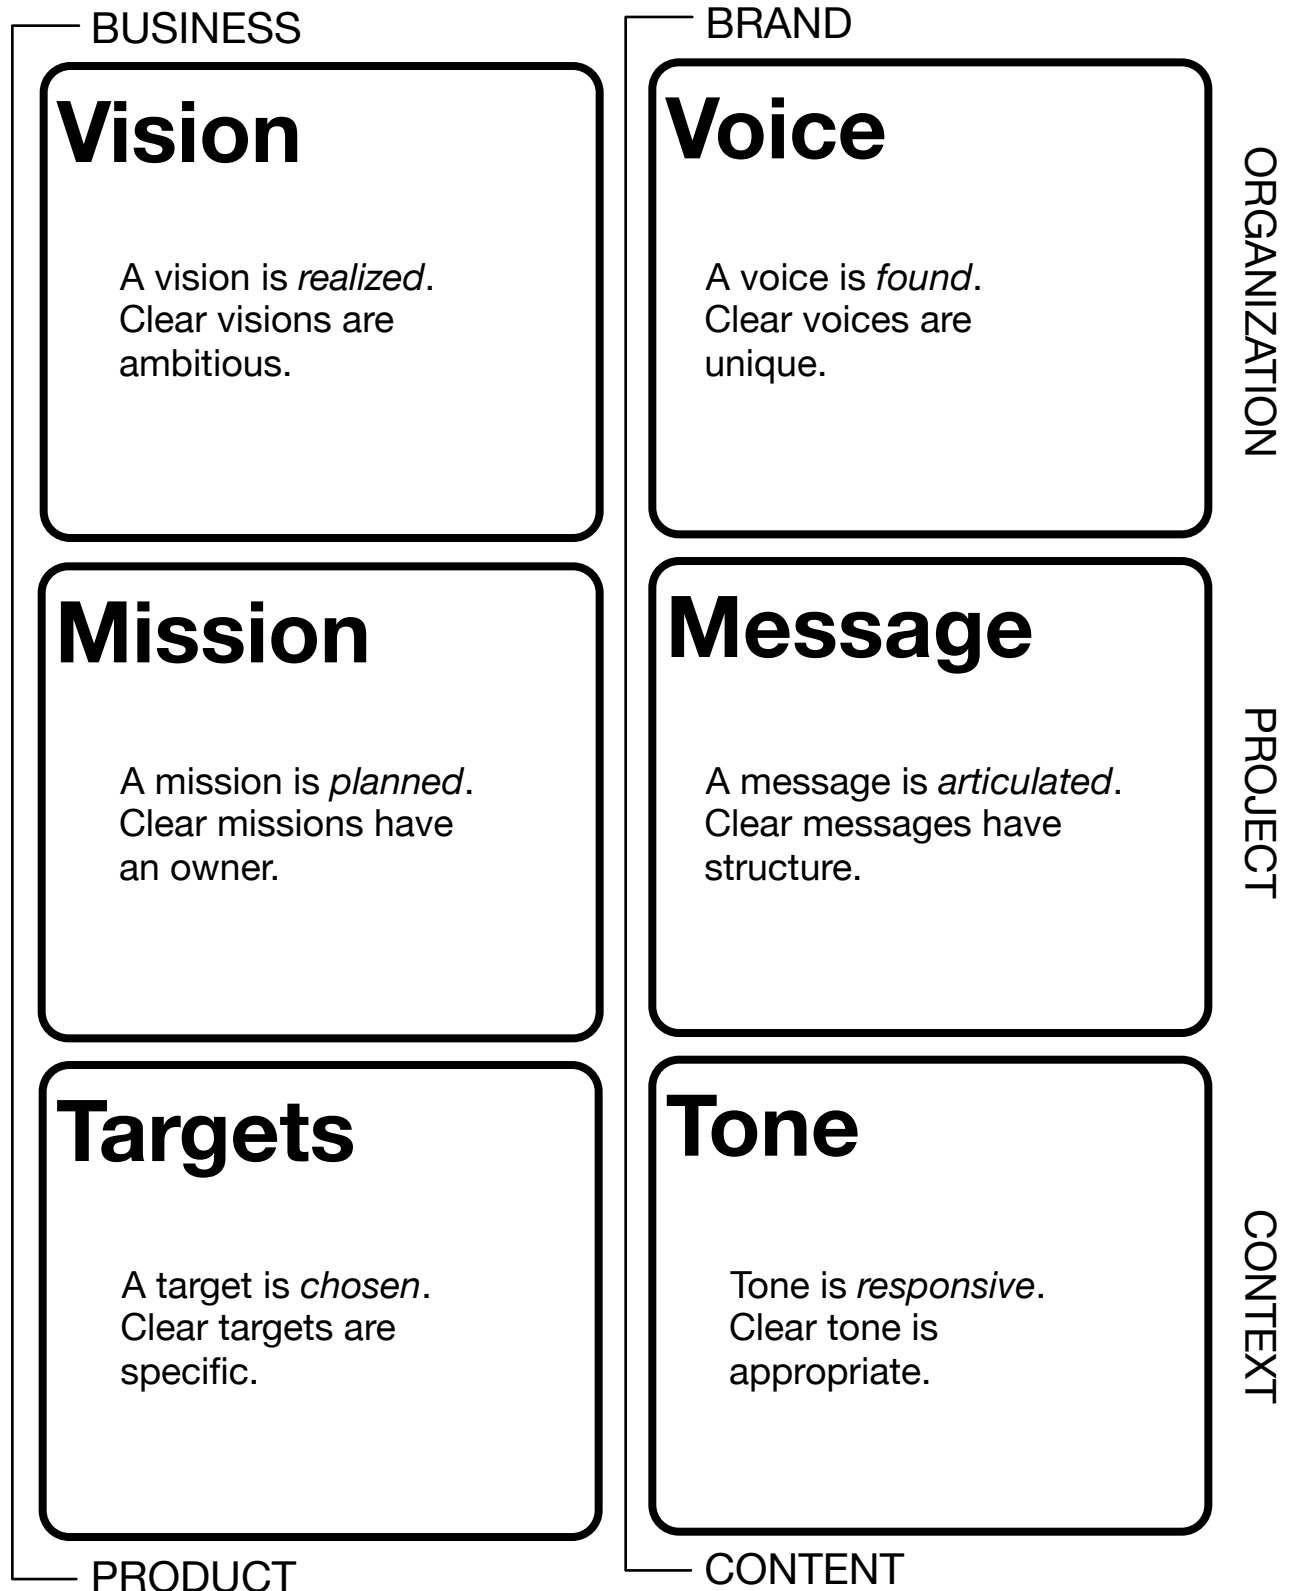 BUSINESS
Vision
A vision is realized.
Clear visions are
ambitious.
Mission
A mission is planned.
Clear missions have
an owner.
Targets
A target is chosen.
Clear targets are
specific.
PRODUCT
BRAND
Voice
A voice is found.
Clear voices are
unique.
Message
A message is articulated.
Clear messages have
structure.
Tone
Tone is responsive.
Clear tone is
appropriate.
CONTENT
ORGANIZATION
PROJECT
CONTEXT